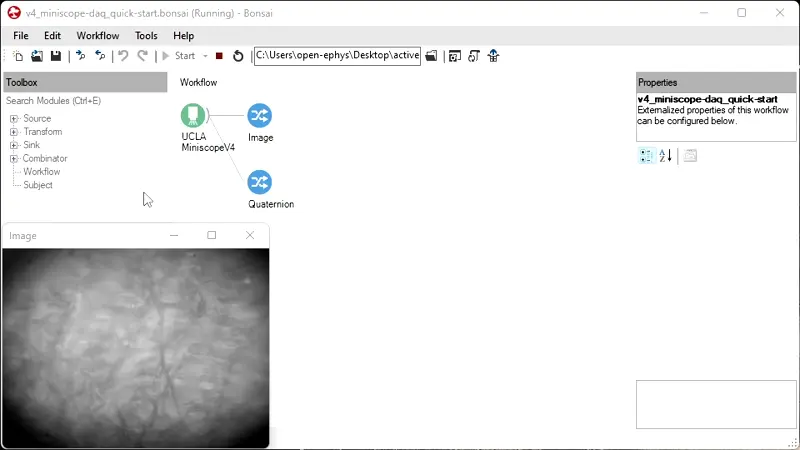 v4_miniscope-daq_quick-start.bonsai (Running) - Bonsai
File Edit Workflow Tools Help
Start C:\Users\open-ephys\Desktop\active
Toolbox
Search Modules (Ctrl+E)
Source
Transform
Sink
Combinator
Workflow
Subject
Workflow
UCLA
MiniscopeV4
Image
Quaternion
Properties
v4_miniscope-daq_quick-start
Externalized properties of this workflow
can be configured below.
A
Z
Image